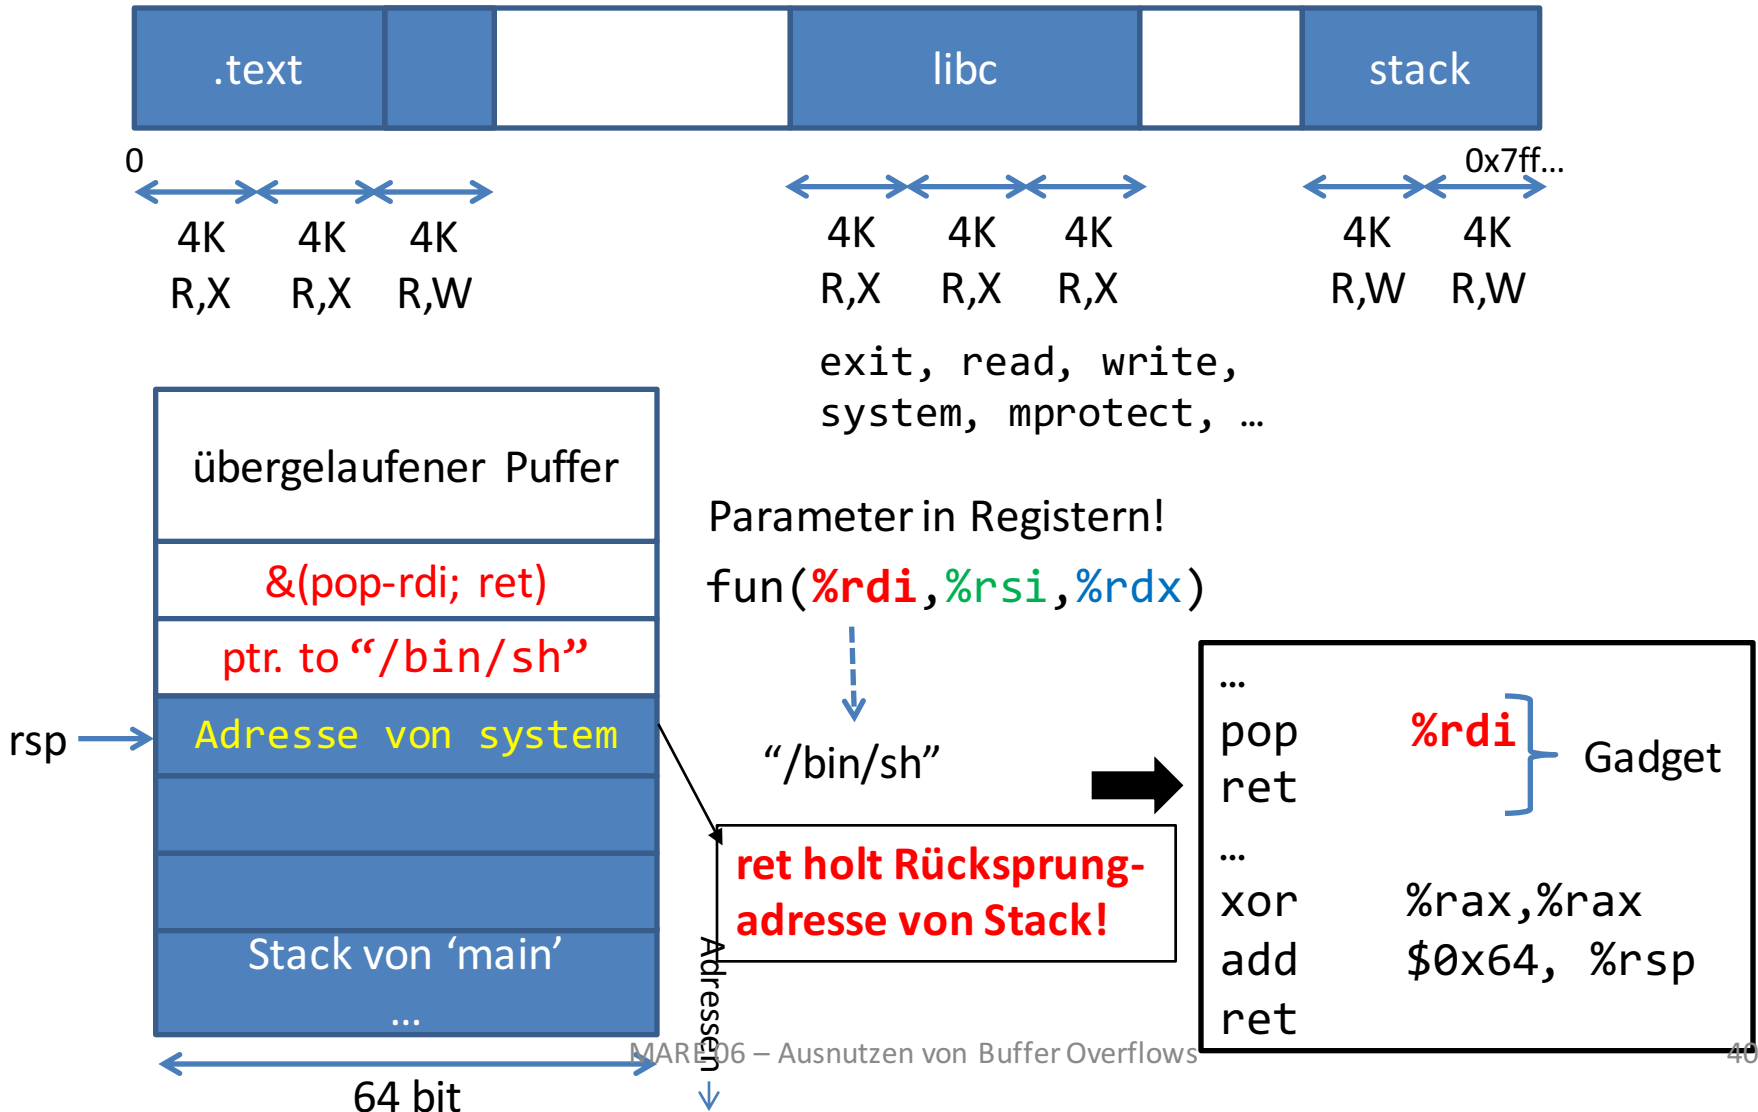 .text
libc
stack
0
0x7ff...
4K
4K
4K
4K
4K
4K
4K
4K
R,X
R,X
R,W
R,X
R,X
R,X
R,W
R,W
exit, read, write,
system, mprotect, …
übergelaufener Puffer
&(pop-rdi; ret)
ptr. to “/bin/sh”
rsp
Adresse von system
Stack von ‘main’
…
64 bit
Adressen
Parameter in Registern!
fun(%rdi,%rsi,%rdx)
“/bin/sh”
ret holt Rücksprung-
adresse von Stack!
…
pop %rdi
ret
Gadget
…
xor %rax,%rax
add $0x64, %rsp
ret
MARE 06 – Ausnutzen von Buffer Overflows
40